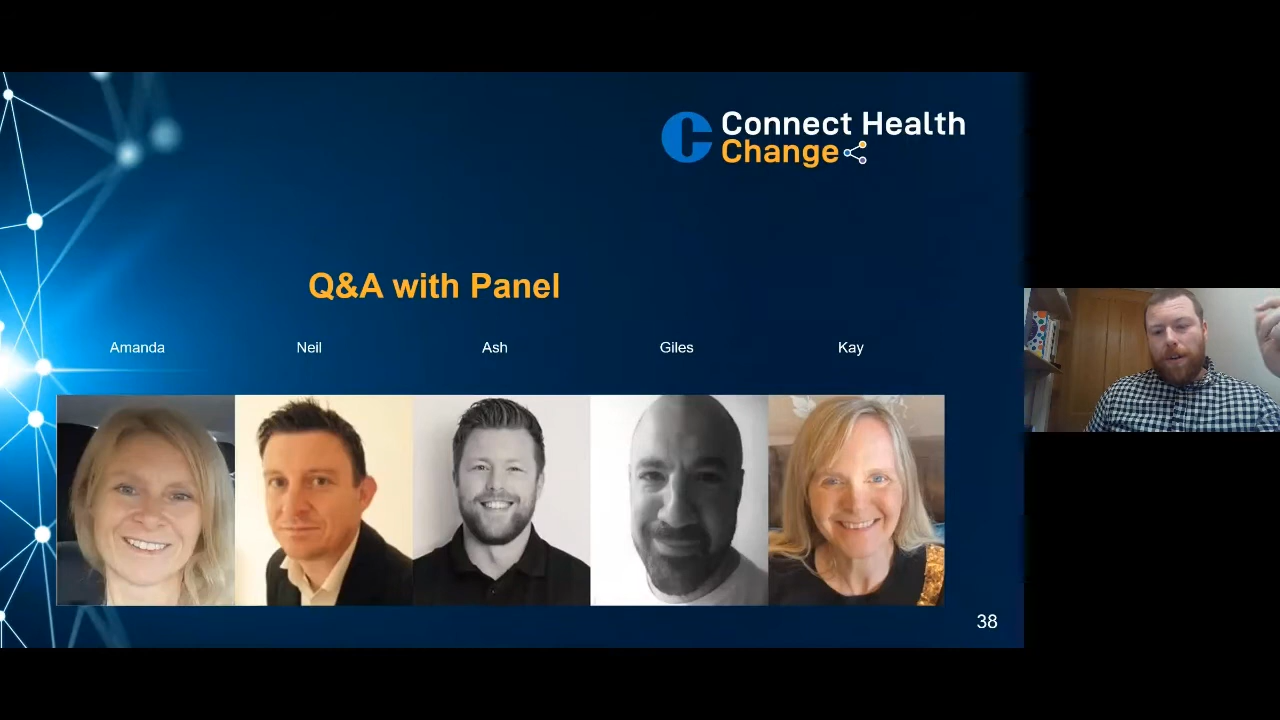 Connect Health
Change
Q&A with Panel
Amanda
Neil
Ash
Giles
Kay
38